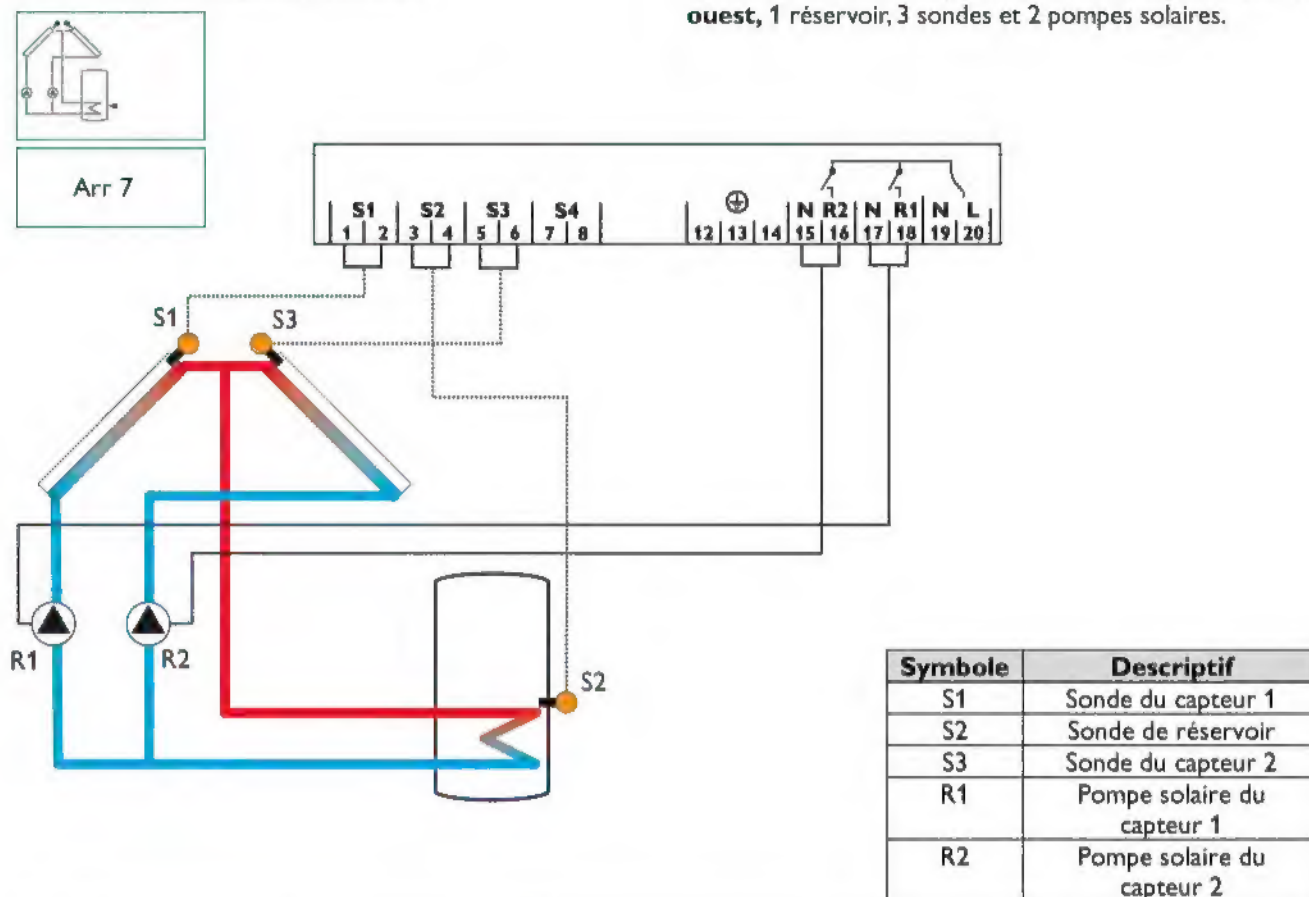 ouest, 1 réservoir, 3 sondes et 2 pompes solaires.
Arr 7
S1 S2 S3 S4 N R2 N R1 N L
1 2 3 4 5 6 7 8 12 13 14 15 16 17 18 19 20
S1 S3
R1 R2
S2
Symbole Descriptif
S1 Sonde du capteur 1
S2 Sonde de réservoir
S3 Sonde du capteur 2
R1 Pompe solaire du
capteur 1
R2 Pompe solaire du
capteur 2